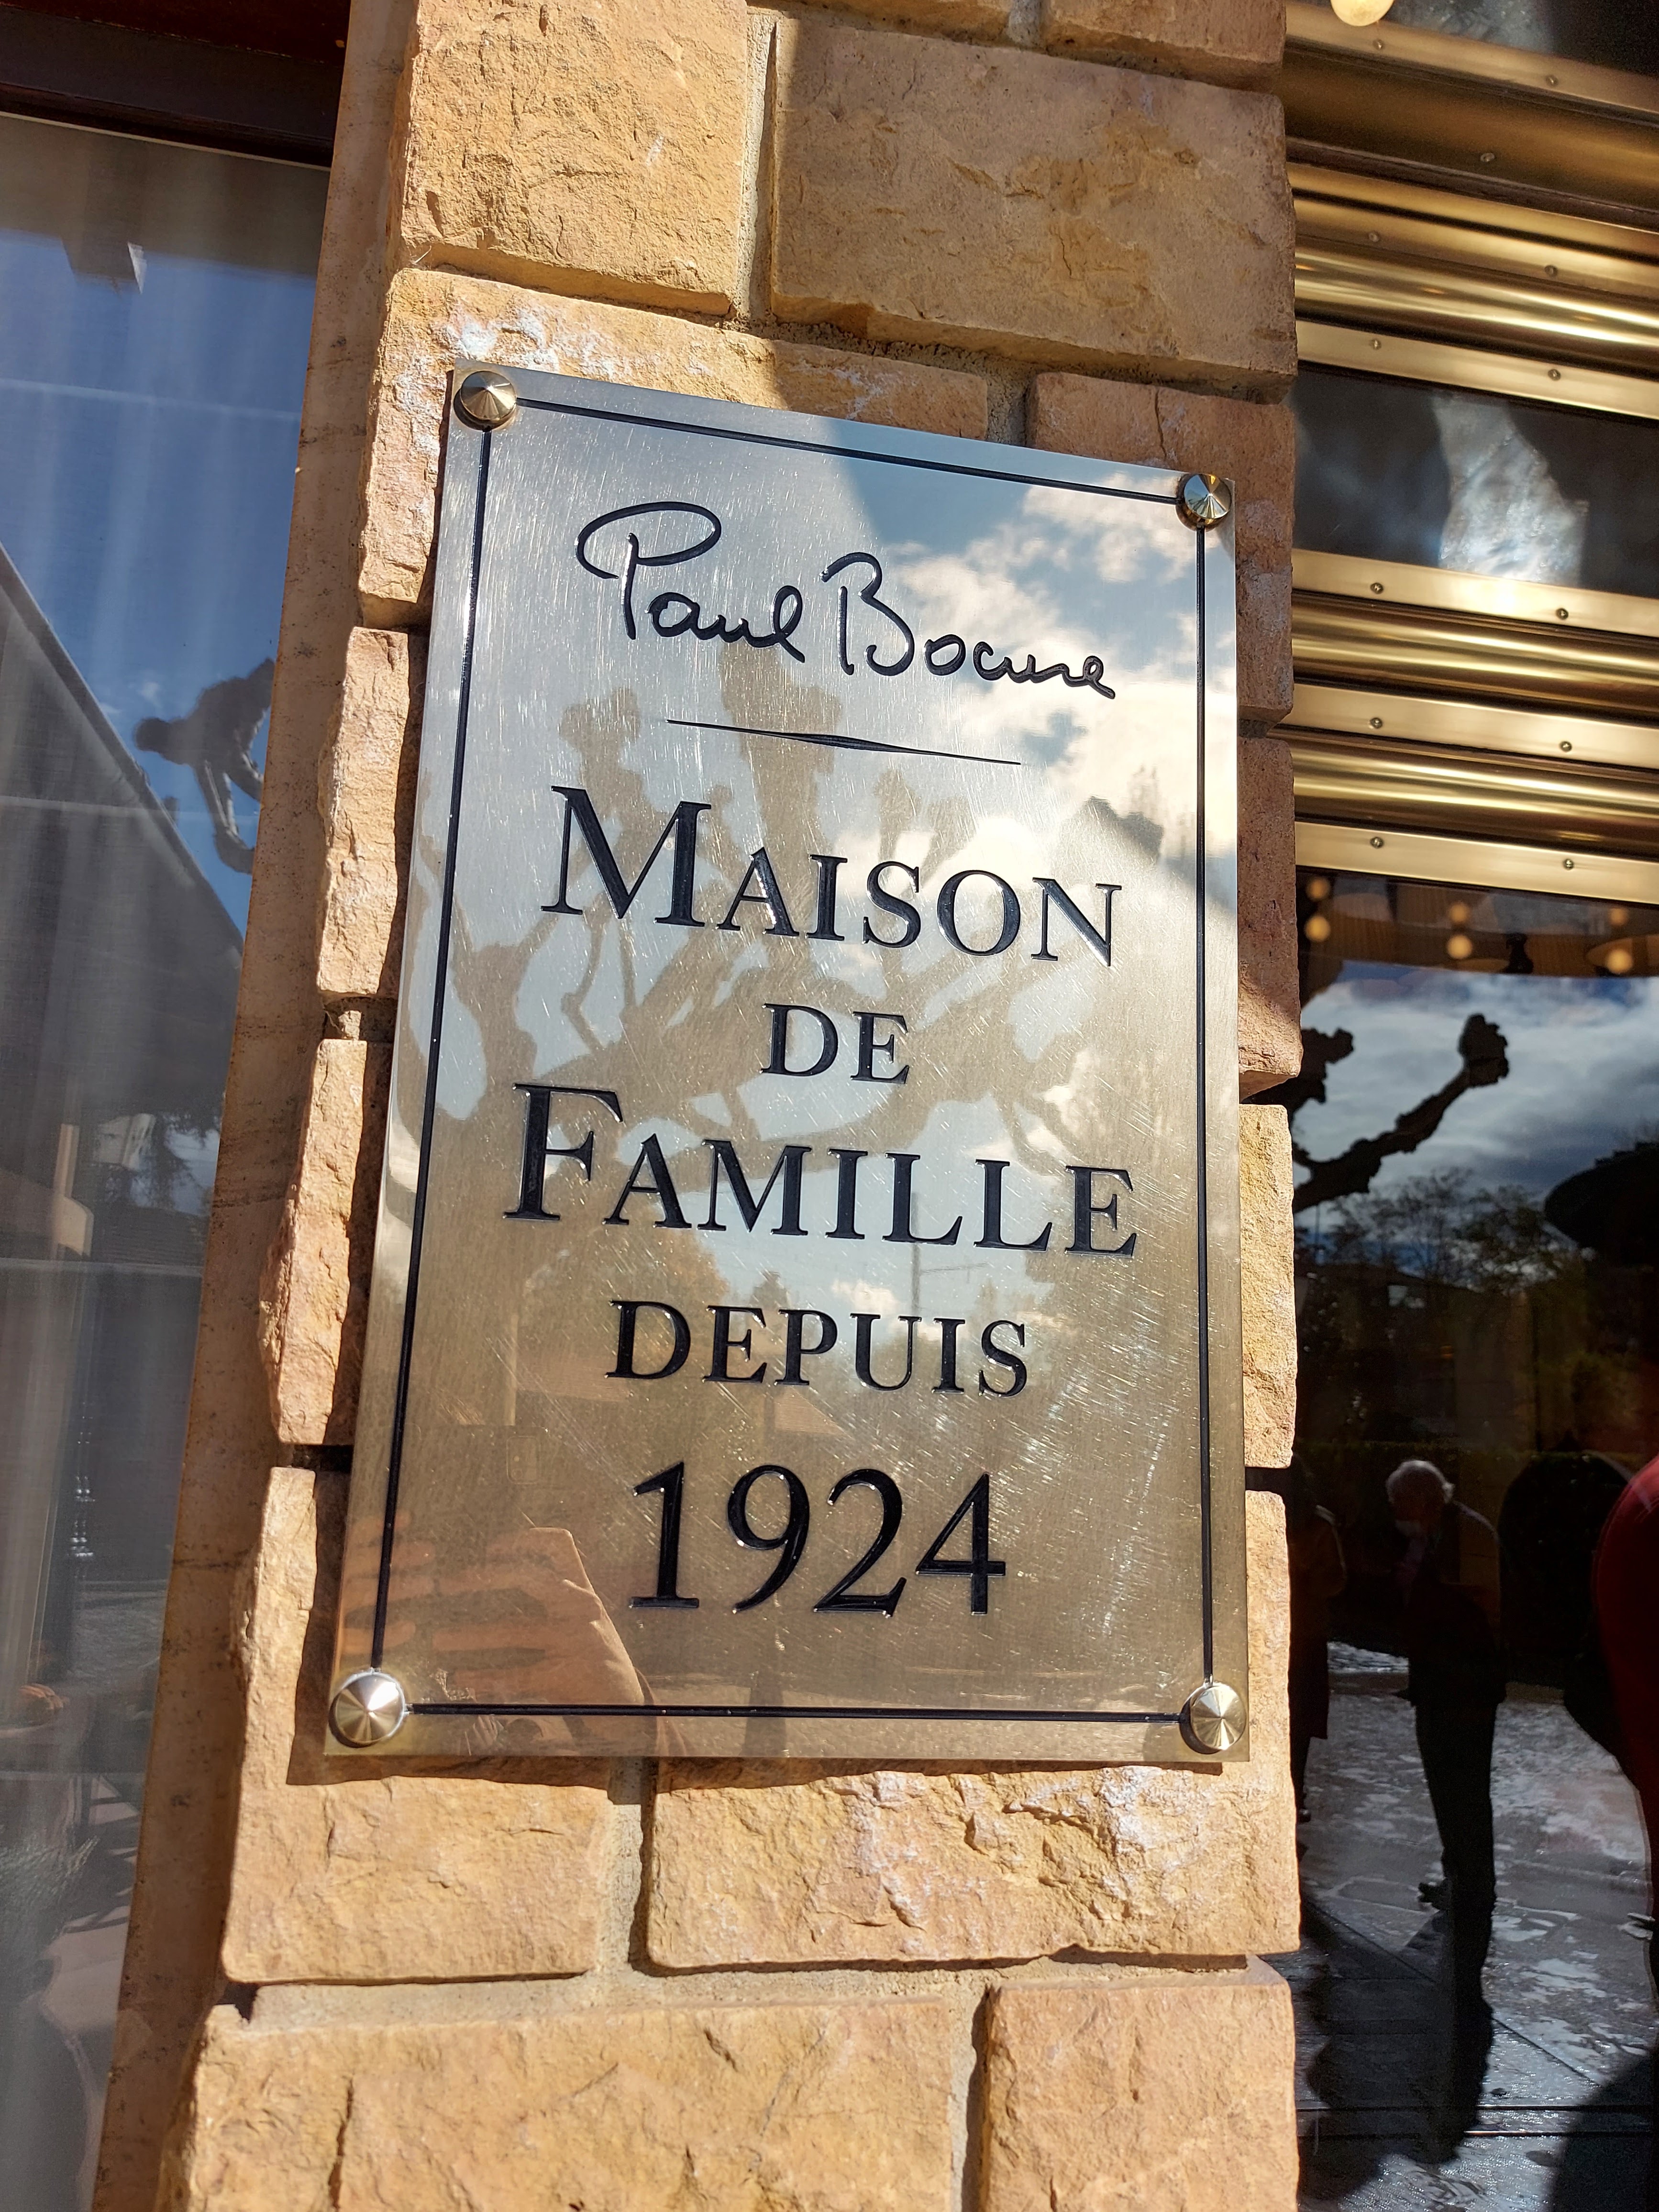 Paul Bocuse
MAISON
DE
FAMILLE
DEPUIS
1924